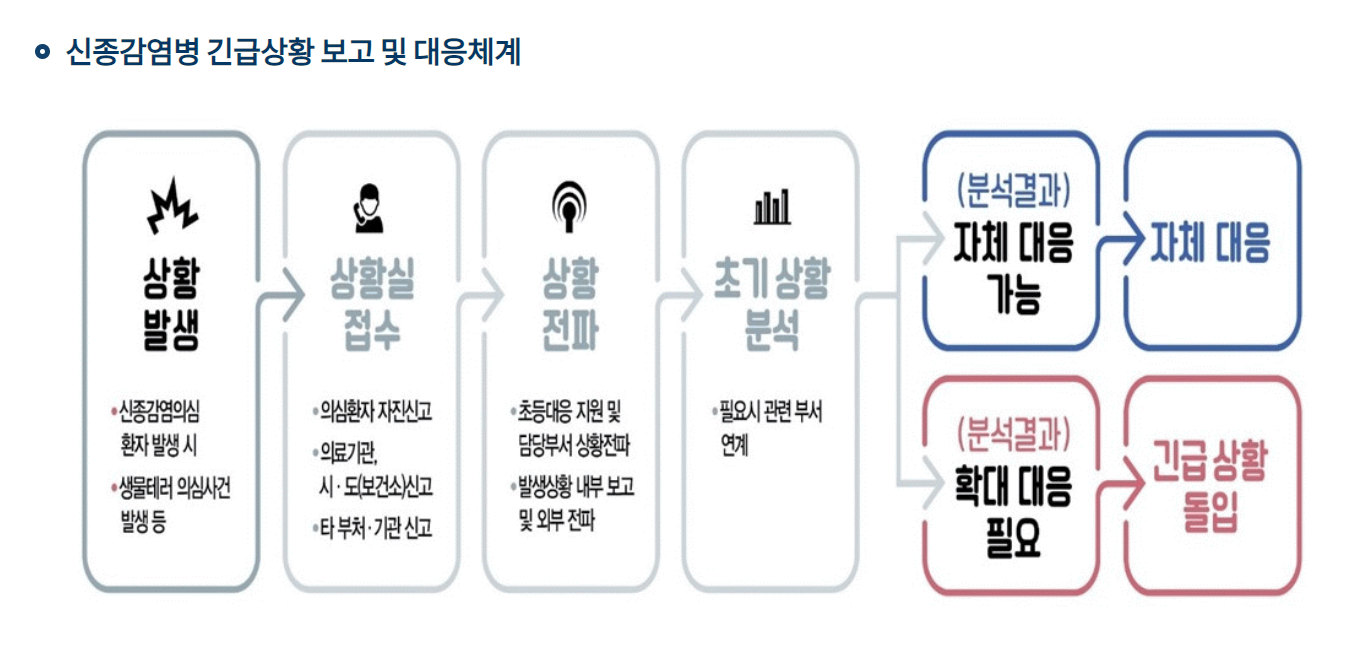 신종감염병 긴급상황 보고 및 대응체계
상황
발생
•신종감염의심
환자 발생 시
•생물테러 의심사건
발생 등
상황실
접수
•의심환자 자진신고
•의료기관,
시·도(보건소)신고
•타 부처·기관 신고
상황
전파
•초등대응 지원 및
담당부서 상황전파
•발생상황 내부 보고
및 외부 전파
초기 상황
분석
•필요시 관련 부서
연계
(분석결과)
자체 대응
가능
자체 대응
(분석결과)
확대 대응
필요
긴급 상황
돌입